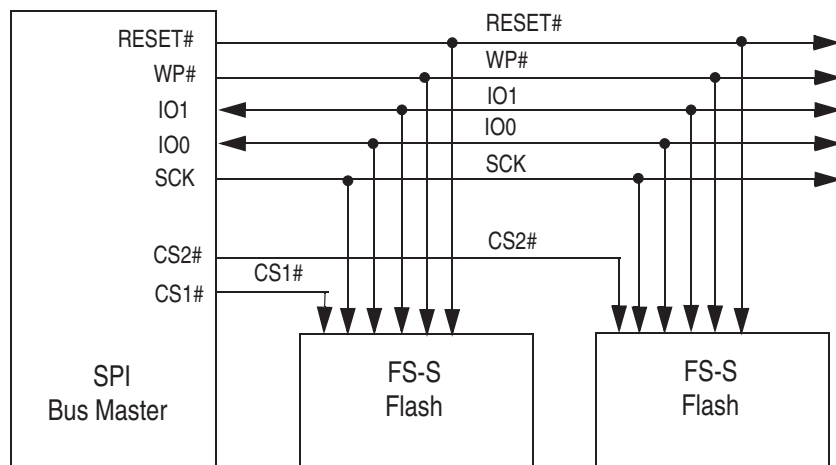 RESET#
RESET#
WP#
WP#
IO1
IO1
IO0
IO0
SCK
SCK
CS2#
CS2#
CS1#
CS1#
SPI
Bus Master
FS-S
Flash
FS-S
Flash